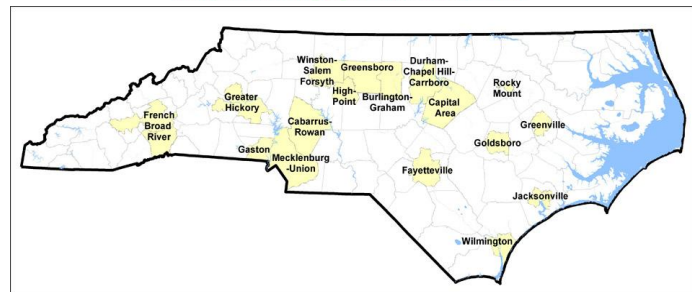 Winston-
Salem
Forsyth
Greensboro
High-
Point
Burlington-
Graham
Durham-
Chapel Hill-
Carrboro
Capital
Area
Rocky
Mount
Greater
Hickory
French
Broad
River
Cabarrus-
Rowan
Gaston
Mecklenburg
-Union
Fayetteville
Goldsboro
Greenville
Jacksonville
Wilmington